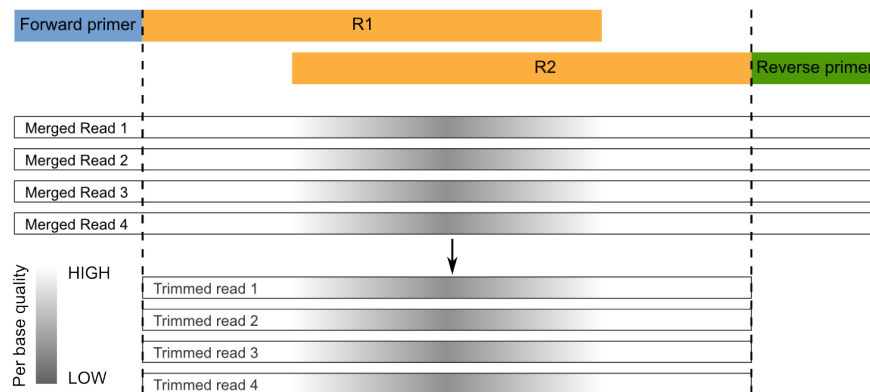 Forward primer
R1
R2
Reverse primer
Merged Read 1
Merged Read 2
Merged Read 3
Merged Read 4
Per base quality
HIGH
LOW
Trimmed read 1
Trimmed read 2
Trimmed read 3
Trimmed read 4